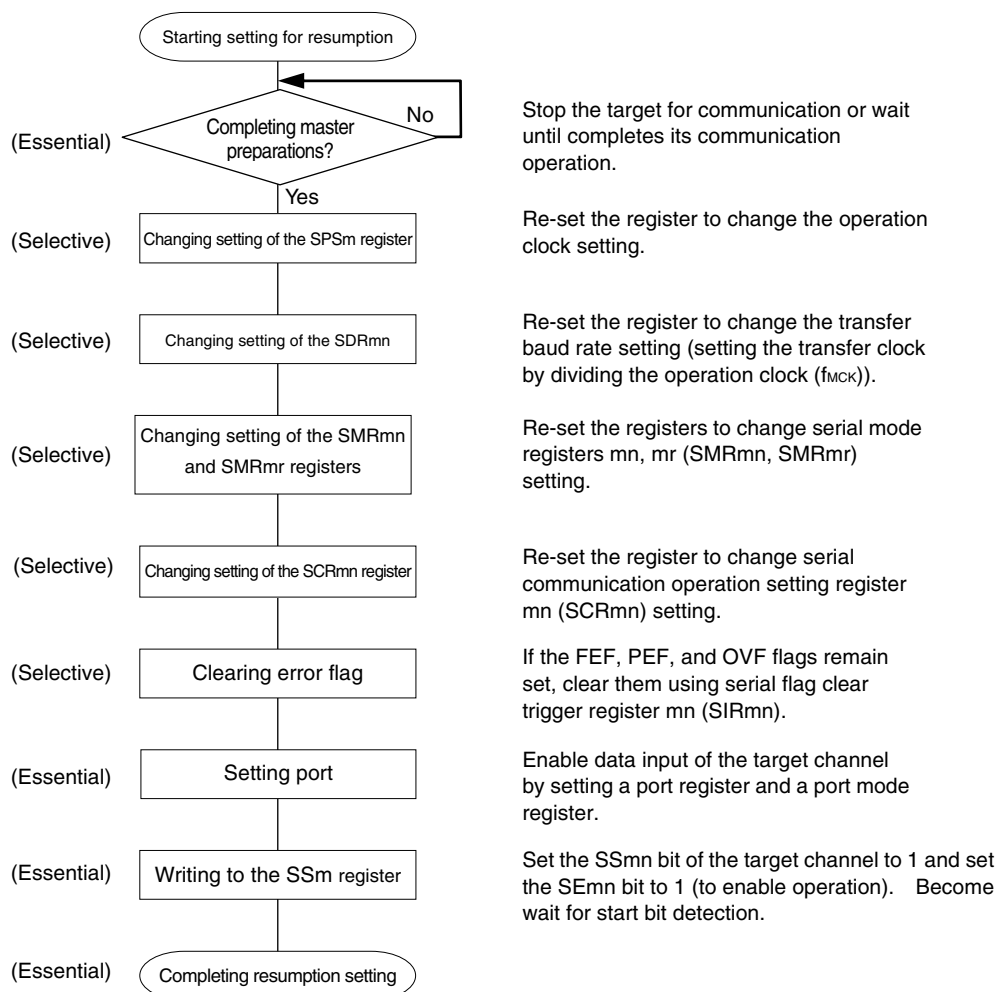 Starting setting for resumption
No
(Essential)
Completing master
preparations?
Stop the target for communication or wait
until completes its communication
operation.
Yes
(Selective)
Changing setting of the SPSm register
Re-set the register to change the operation
clock setting.
(Selective)
Changing setting of the SDRmn
Re-set the register to change the transfer
baud rate setting (setting the transfer clock
by dividing the operation clock (fMCK)).
(Selective)
Changing setting of the SMRmn
and SMRmr registers
Re-set the registers to change serial mode
registers mn, mr (SMRmn, SMRmr)
setting.
(Selective)
Changing setting of the SCRmn register
Re-set the register to change serial
communication operation setting register
mn (SCRmn) setting.
(Selective)
Clearing error flag
If the FEF, PEF, and OVF flags remain
set, clear them using serial flag clear
trigger register mn (SIRmn).
(Essential)
Setting port
Enable data input of the target channel
by setting a port register and a port mode
register.
(Essential)
Writing to the SSm register
Set the SSmn bit of the target channel to 1 and set
the SEmn bit to 1 (to enable operation). Become
wait for start bit detection.
(Essential)
Completing resumption setting